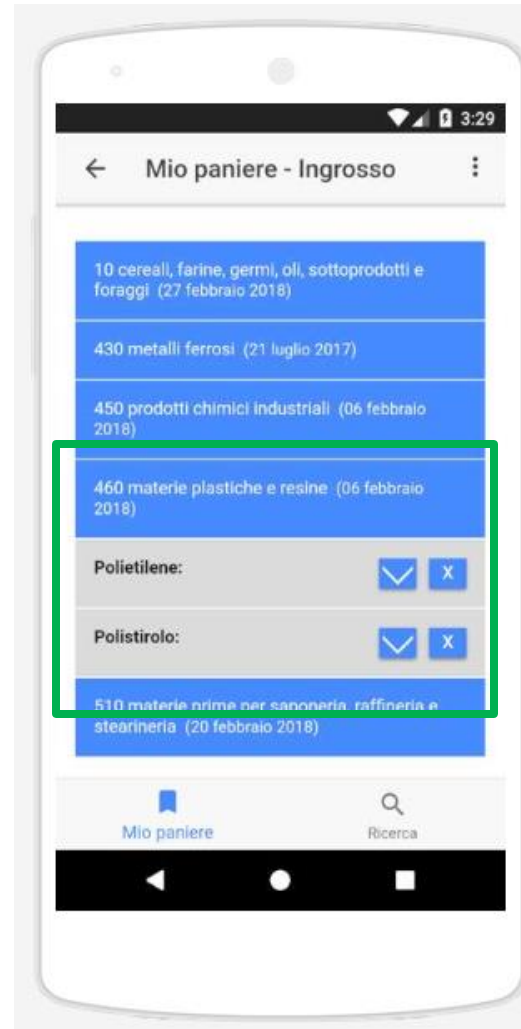 3:29
Mio paniere - Ingrosso
10 cereali, farine, germi, oli, sottoprodotti e
foraggi (27 febbraio 2018)
430 metalli ferrosi (21 luglio 2017)
450 prodotti chimici industriali (06 febbraio
2018)
460 materie plastiche e resine (06 febbraio
2018)
Polietilene:
X
Polistirolo:
X
510 materie prime per saponeria, raffineria e
stearineria (20 febbraio 2018)
Mio paniere
Ricerca